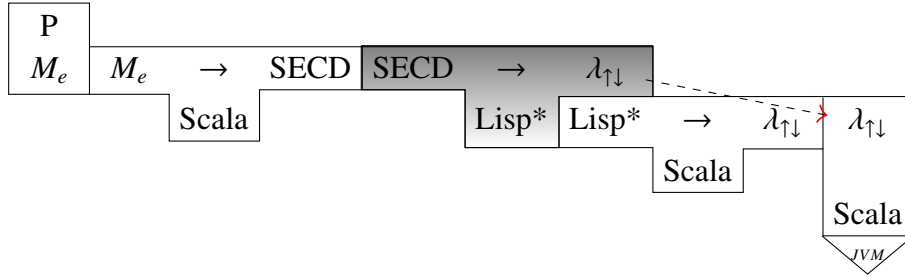 P
M_e M_e → SECD SECD → λ↑↓
Scala Lisp* Lisp* → λ↑↓ λ↑↓
Scala Scala
JVM